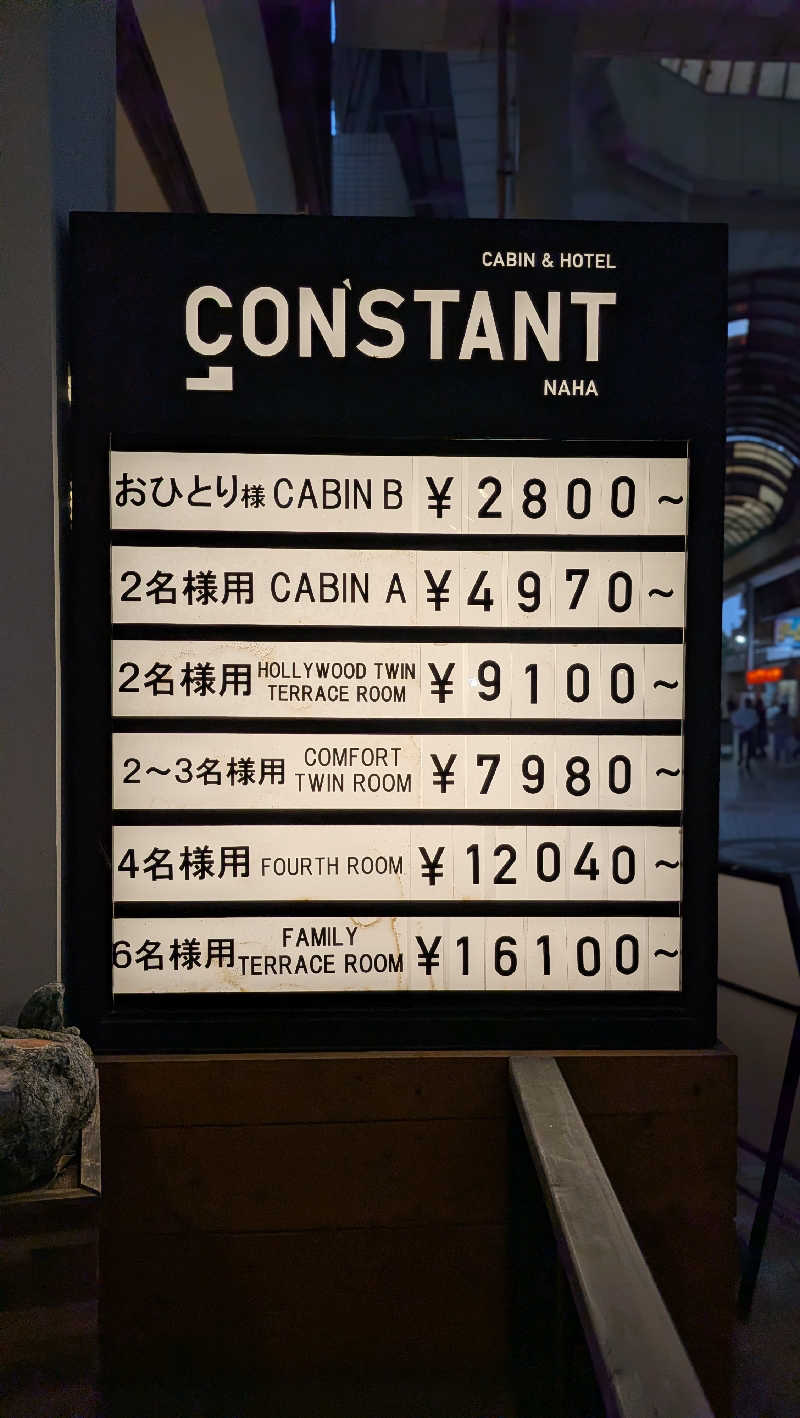 CABIN & HOTEL
CONSTANT
NAHA
おひとり様 CABIN B ¥2800~
2名様用 CABIN A ¥4970~
2名様用 HOLLYWOOD TWIN TERRACE ROOM ¥9100~
2~3名様用 COMFORT TWIN ROOM ¥7980~
4名様用 FOURTH ROOM ¥12040~
6名様用 FAMILY TERRACE ROOM ¥16100~